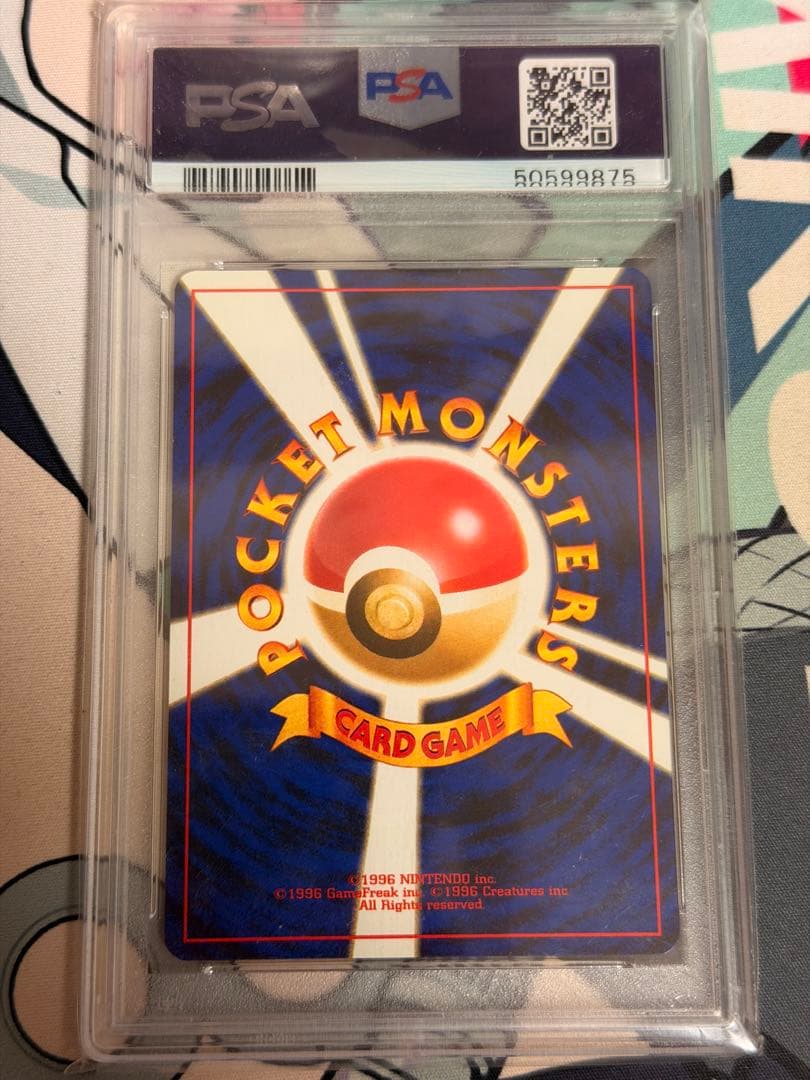 PSA PSA
50599875
POCKET MONSTERS
CARD GAME
©1996 NINTENDO inc.
©1996 GameFreak inc. ©1996 Creatures inc
All Rights reserved.